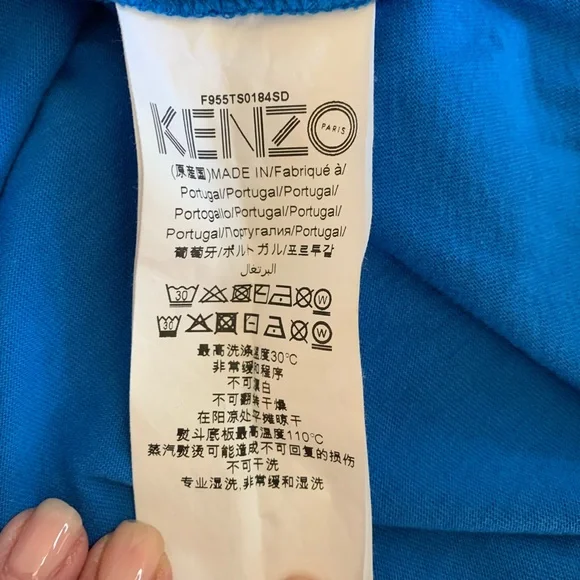 F955TS0184SD
KENZO
PARIS
(原産国)MADE IN/Fabriqué à/
Portugal/Portugal/Portugal/
Portogallo/Portugal/Portugal/
Portugal/Португалия/Portugal/
葡萄牙/ポルトガル/포르투갈
البرتغال
30 W
30 W
最高洗涤温度30°C
非常缓和程序
不可漂白
不可翻转干燥
在阴凉处平摊晾干
熨斗底板最高温度110°C
蒸汽熨烫可能造成不可回复的损伤
不可干洗
专业湿洗,非常缓和湿洗